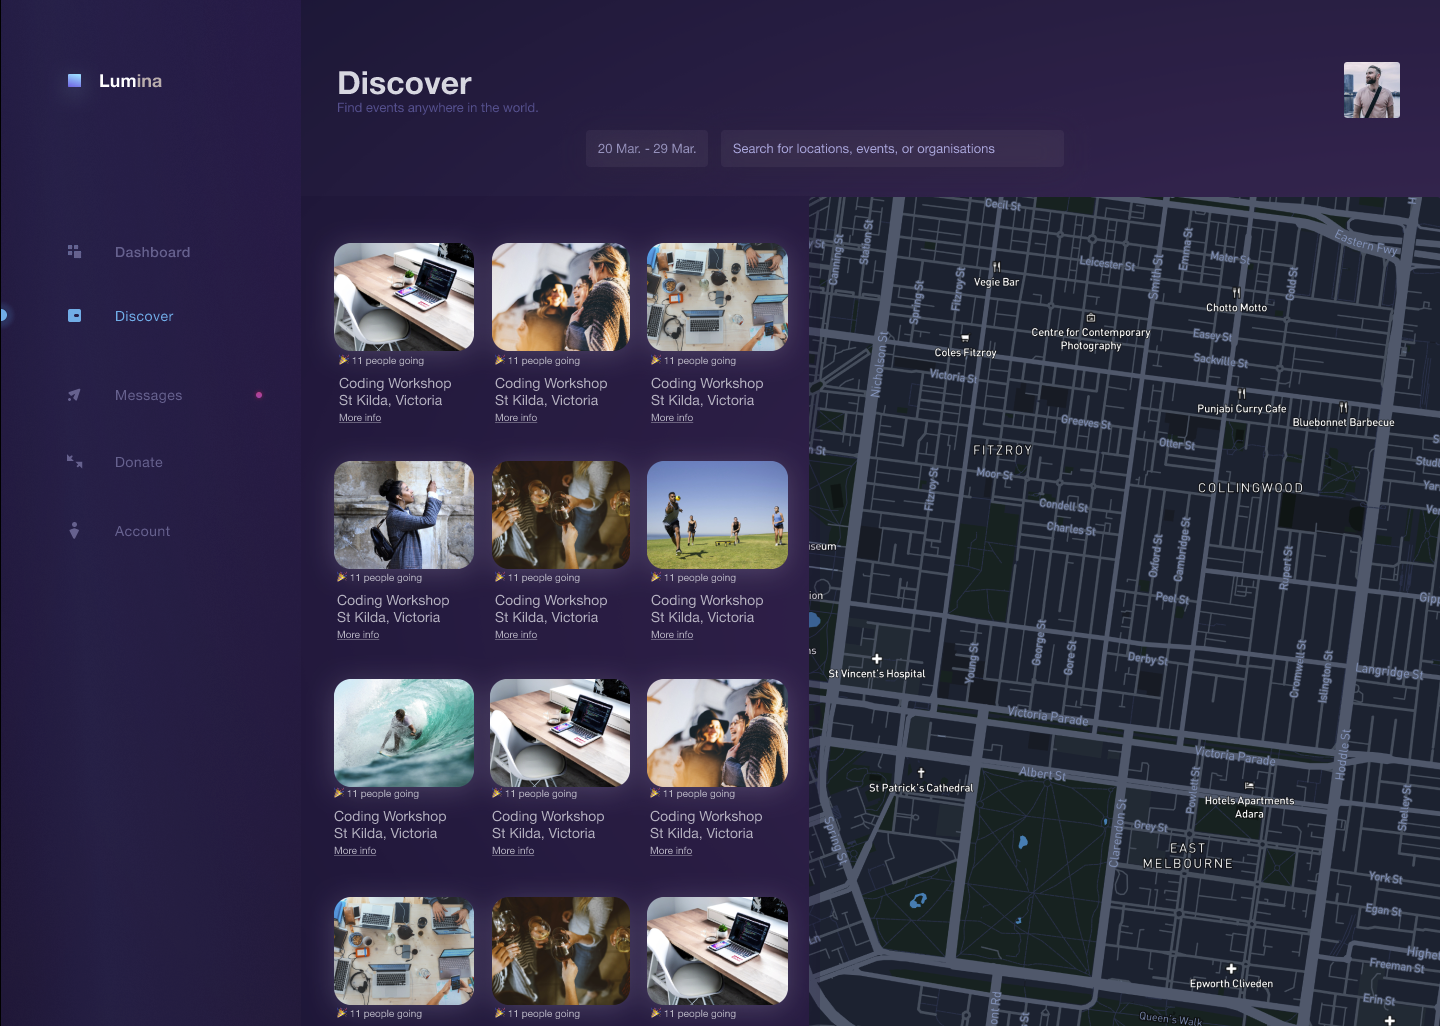 Lumina
Discover
Find events anywhere in the world.
20 Mar. - 29 Mar.
Search for locations, events, or organisations
Dashboard
Discover
Messages
Donate
Account
11 people going
11 people going
11 people going
Coding Workshop
St Kilda, Victoria
More info
Coding Workshop
St Kilda, Victoria
More info
Coding Workshop
St Kilda, Victoria
More info
11 people going
11 people going
11 people going
Coding Workshop
St Kilda, Victoria
More info
Coding Workshop
St Kilda, Victoria
More info
Coding Workshop
St Kilda, Victoria
More info
11 people going
11 people going
11 people going
Coding Workshop
St Kilda, Victoria
More info
Coding Workshop
St Kilda, Victoria
More info
Coding Workshop
St Kilda, Victoria
More info
11 people going
11 people going
11 people going
Cecil St
Eastern Fwy
Canning St
Station St
Leicester St
Smith St
Emma St
Mater St
Gold St
Vegie Bar
Fitzroy St
Spring St
Chotto Motto
Centre for Contemporary
Photography
Easey St
Coles Fitzroy
Sackville St
Nicholson St
Victoria St
Punjabi Curry Cafe
Bluebonnet Barbecue
Greeves St
Otter St
FITZROY
Moor St
Fitzroy St
COLLINGWOOD
Condell St
Charles St
Oxford St
Cambridge St
Rupert St
Peel St
George St
Gore St
Young St
Derby St
Cromwell St
Islington St
Langridge St
St Vincent's Hospital
Victoria Parade
Victoria Parade
Hoddle St
Albert St
St Patrick's Cathedral
Powlett St
Hotels Apartments
Adara
Shelley St
Spring St
Clarendon St
Grey St
EAST
MELBOURNE
York St
Egan St
Freeman St
Epworth Cliveden
Erin St
Queen's Walk